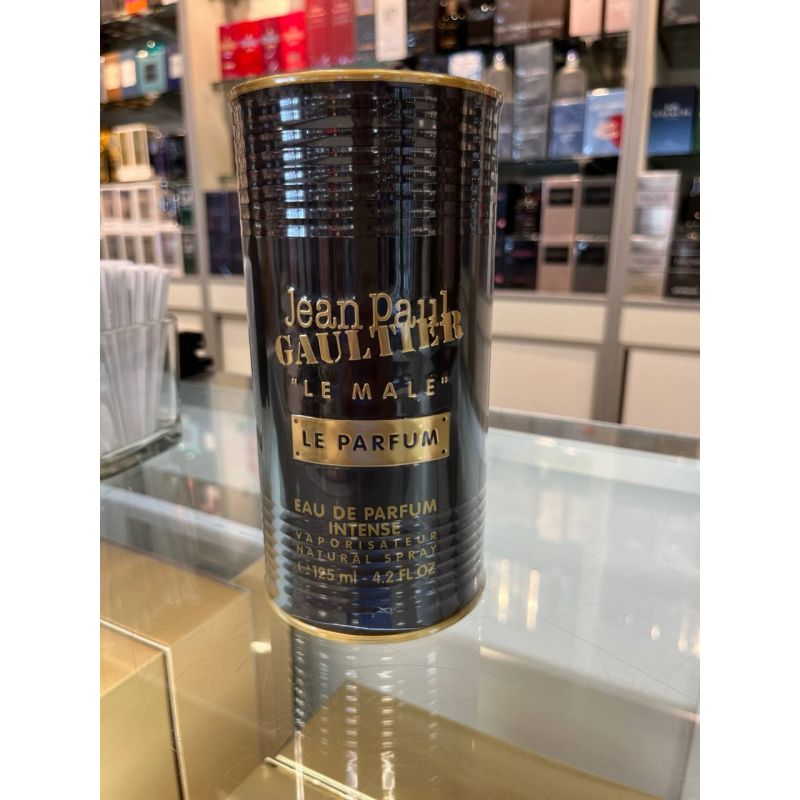 Jean Paul
GAULTIER
"LE MALE"
LE PARFUM
EAU DE PARFUM
INTENSE
VAPORISATEUR
NATURAL SPRAY
℮ 125 ml - 4.2 FL.OZ